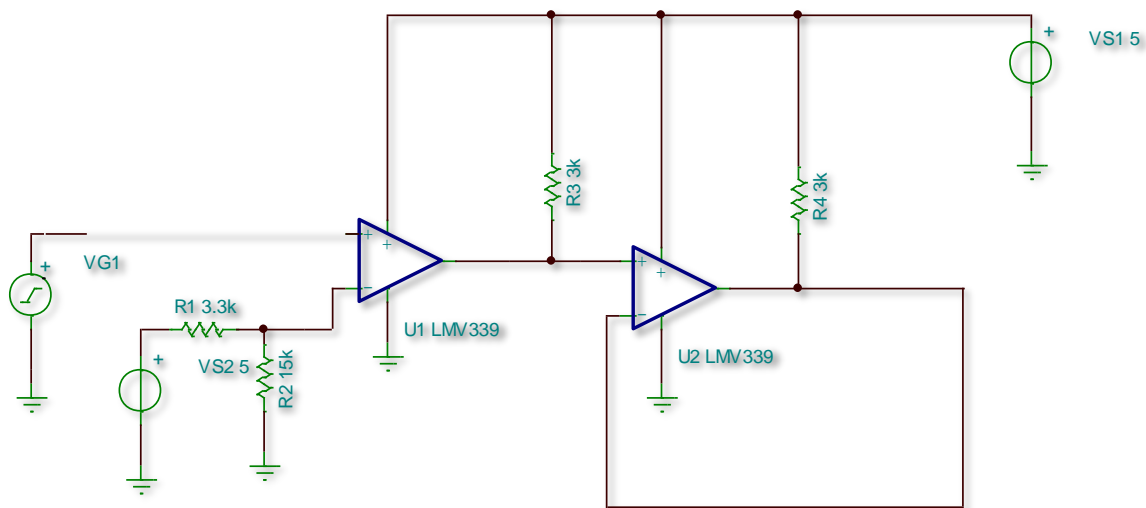 VS1 5
R3 3k
R4 3k
+
+
+
VG1
+
+
+
+
-
+
-
R1 3.3k
U1 LMV339
+
VS2 5
R2 15k
U2 LMV339